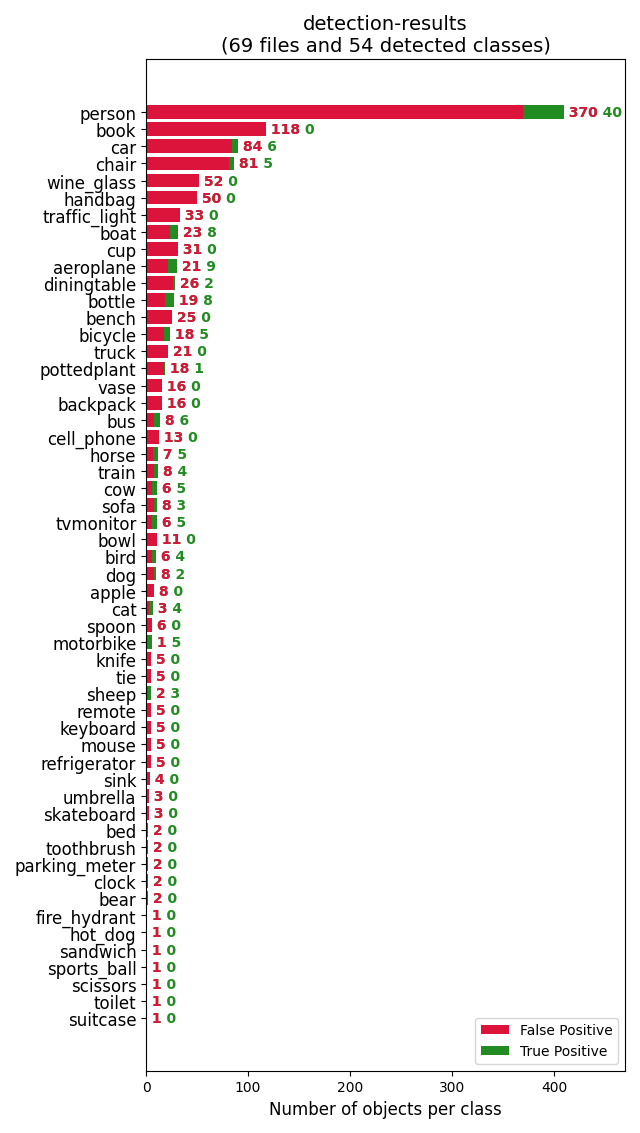 detection-results
(69 files and 54 detected classes)
person 370 40
book 118 0
car 84 6
chair 81 5
wine_glass 52 0
handbag 50 0
traffic_light 33 0
boat 23 8
cup 31 0
aeroplane 21 9
diningtable 26 2
bottle 19 8
bench 25 0
bicycle 18 5
truck 21 0
pottedplant 18 1
vase 16 0
backpack 16 0
bus 8 6
cell_phone 13 0
horse 7 5
train 8 4
cow 6 5
sofa 8 3
tvmonitor 6 5
bowl 11 0
bird 6 4
dog 8 2
apple 8 0
cat 3 4
spoon 6 0
motorbike 1 5
knife 5 0
tie 5 0
sheep 2 3
remote 5 0
keyboard 5 0
mouse 5 0
refrigerator 5 0
sink 4 0
umbrella 3 0
skateboard 3 0
bed 2 0
toothbrush 2 0
parking_meter 2 0
clock 2 0
bear 2 0
fire_hydrant 1 0
hot_dog 1 0
sandwich 1 0
sports_ball 1 0
scissors 1 0
toilet 1 0
suitcase 1 0
False Positive
True Positive
0 100 200 300 400
Number of objects per class